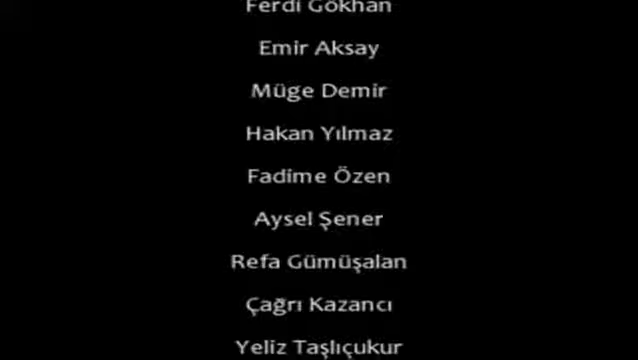 Ferdi Gökhan
Emir Aksay
Müge Demir
Hakan Yılmaz
Fadime Özen
Aysel Şener
Refa Gümüşalan
Çağrı Kazancı
Yeliz Taşlıçukur